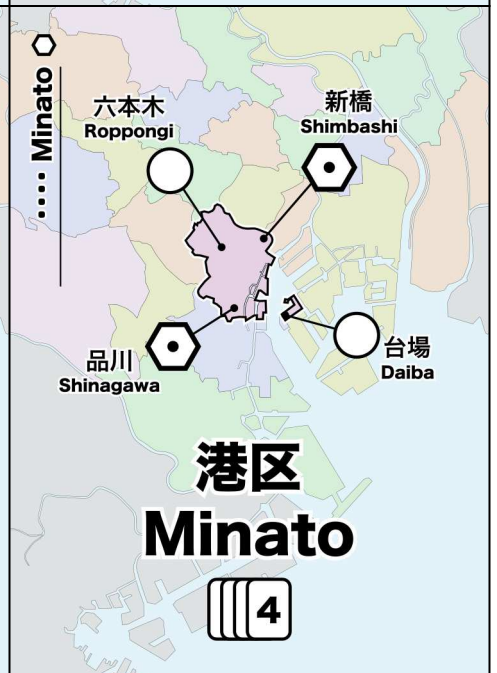 ···· Minato
六本木
Roppongi
新橋
Shimbashi
品川
Shinagawa
台場
Daiba
港区
Minato
4